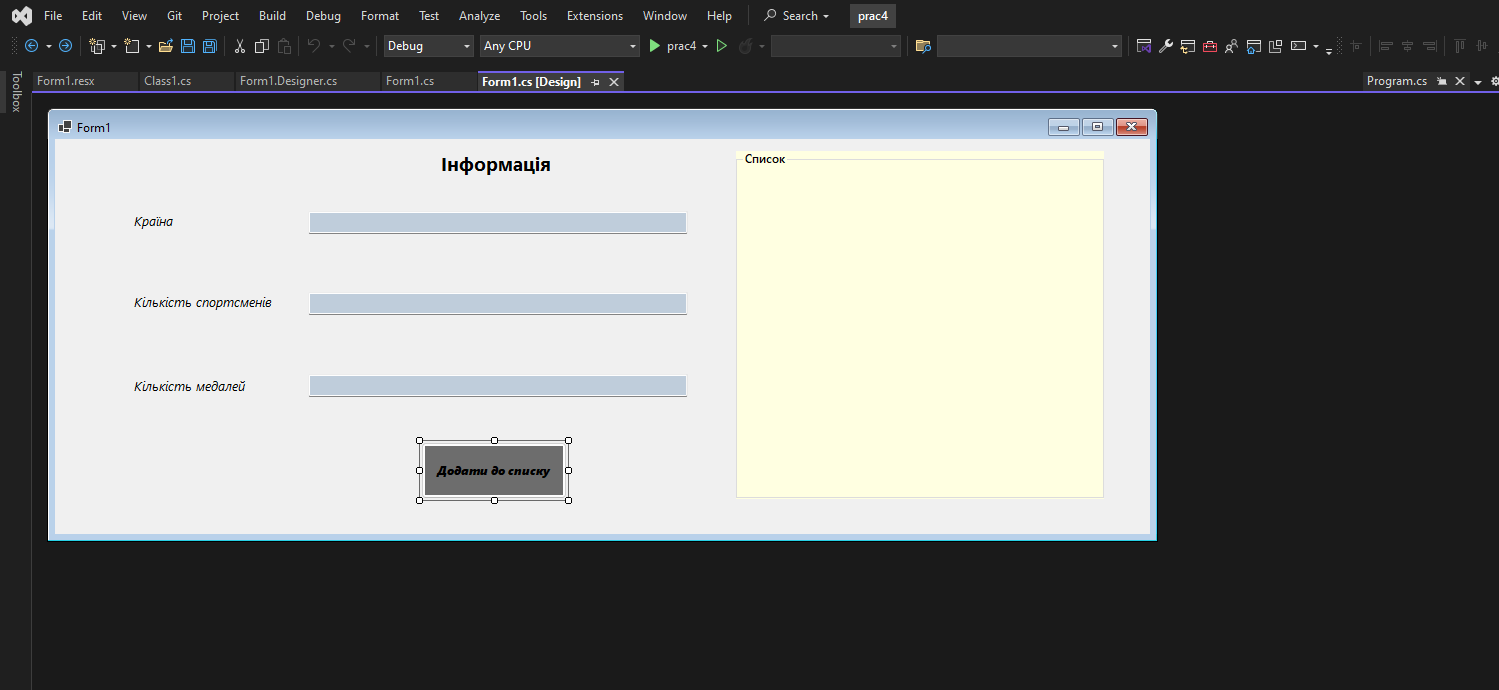 File Edit View Git Project Build Debug Format Test Analyze Tools Extensions Window Help Search prac4
Debug Any CPU prac4
Toolbox
Form1.resx Class1.cs Form1.Designer.cs Form1.cs Form1.cs [Design] Program.cs
Form1
Інформація
Список
Країна
Кількість спортсменів
Кількість медалей
Додати до списку